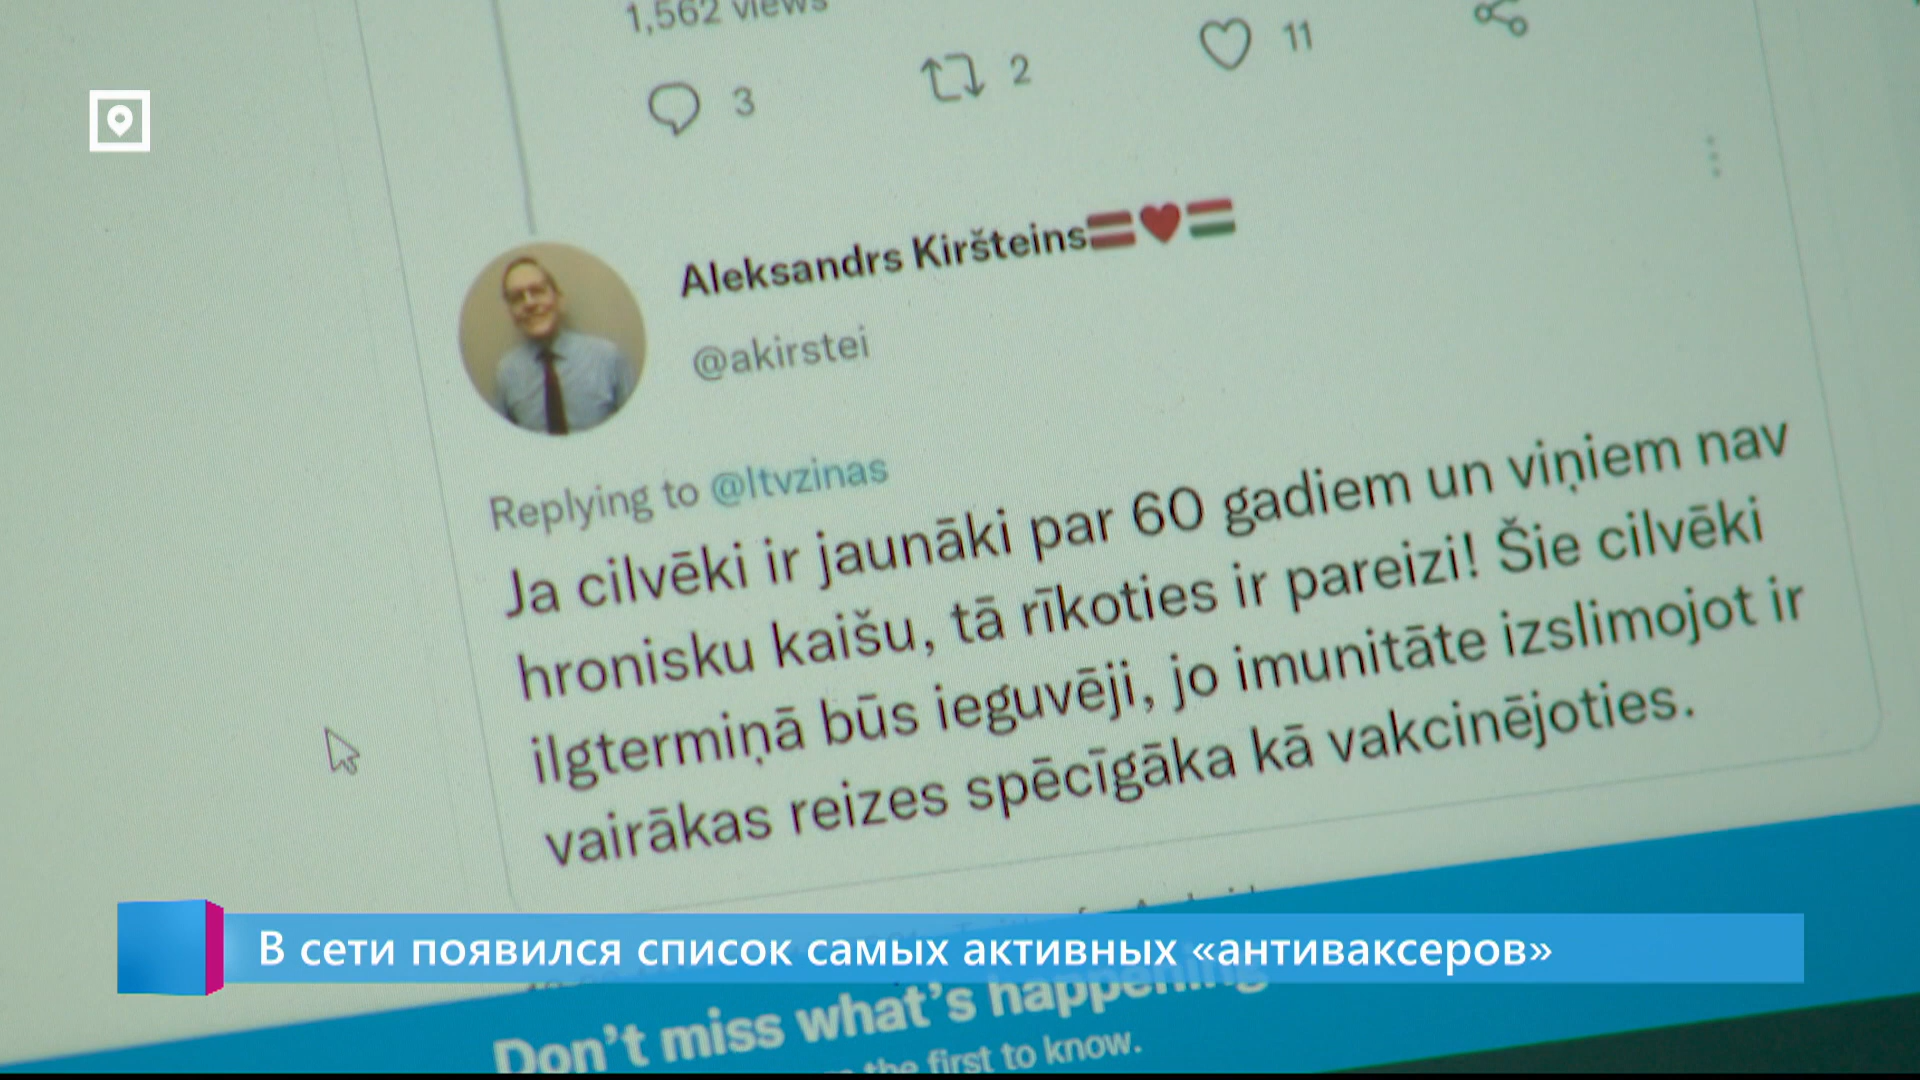 1,562 views
3
2
11
Aleksandrs Kiršteins
@akirstei
Replying to @ltvzinas
Ja cilvēki ir jaunāki par 60 gadiem un viņiem nav
hronisku kaišu, tā rīkoties ir pareizi! Šie cilvēki
ilgtermiņā būs ieguvēji, jo imunitāte izslimojot ir
vairākas reizes spēcīgāka kā vakcinējoties.
В сети появился список самых активных «антиваксеров»
Don't miss what's happening
the first to know.